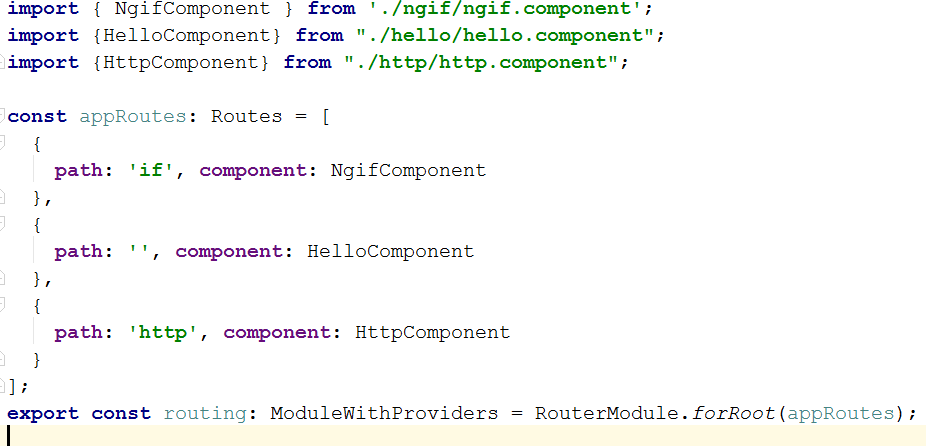 import { NgifComponent } from './ngif/ngif.component';
import {HelloComponent} from "./hello/hello.component";
import {HttpComponent} from "./http/http.component";
const appRoutes: Routes = [
{
path: 'if', component: NgifComponent
},
{
path: '', component: HelloComponent
},
{
path: 'http', component: HttpComponent
}
];
export const routing: ModuleWithProviders = RouterModule.forRoot(appRoutes);